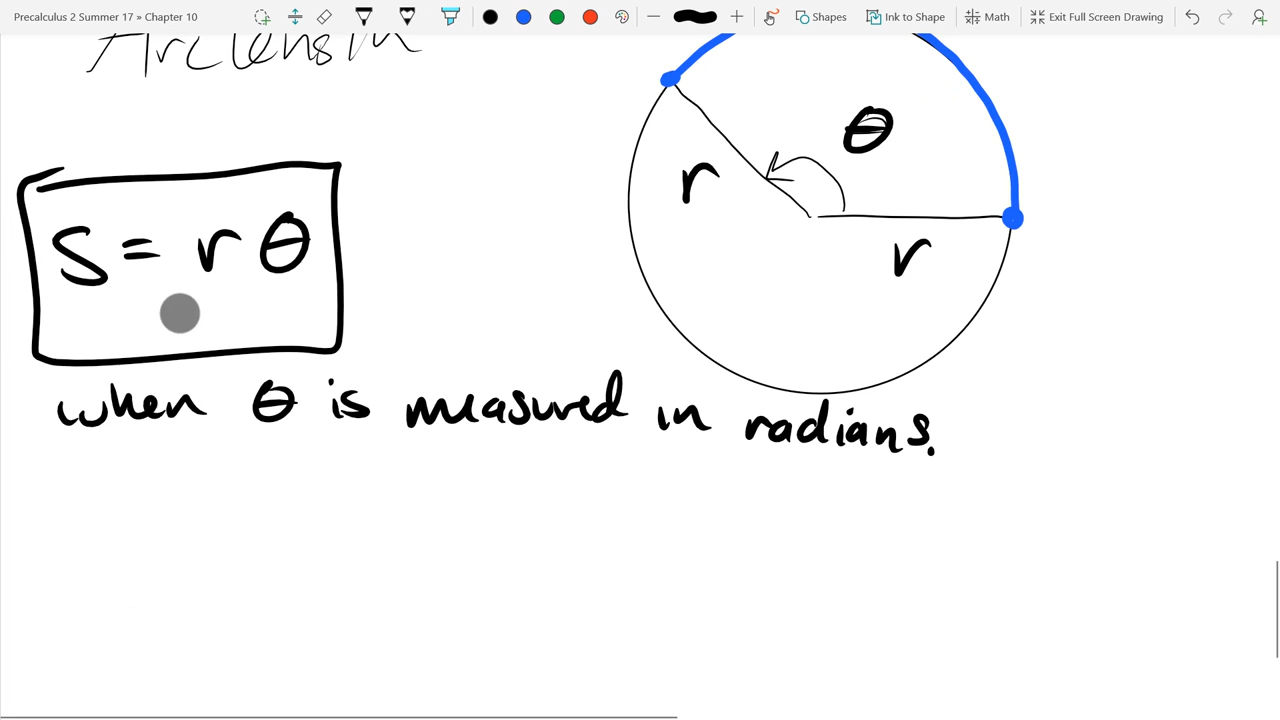 Precalculus 2 Summer 17 » Chapter 10
Shapes
Ink to Shape
Math
Exit Full Screen Drawing
Arclength
θ
r
r
S = r θ
when θ is measured in radians.